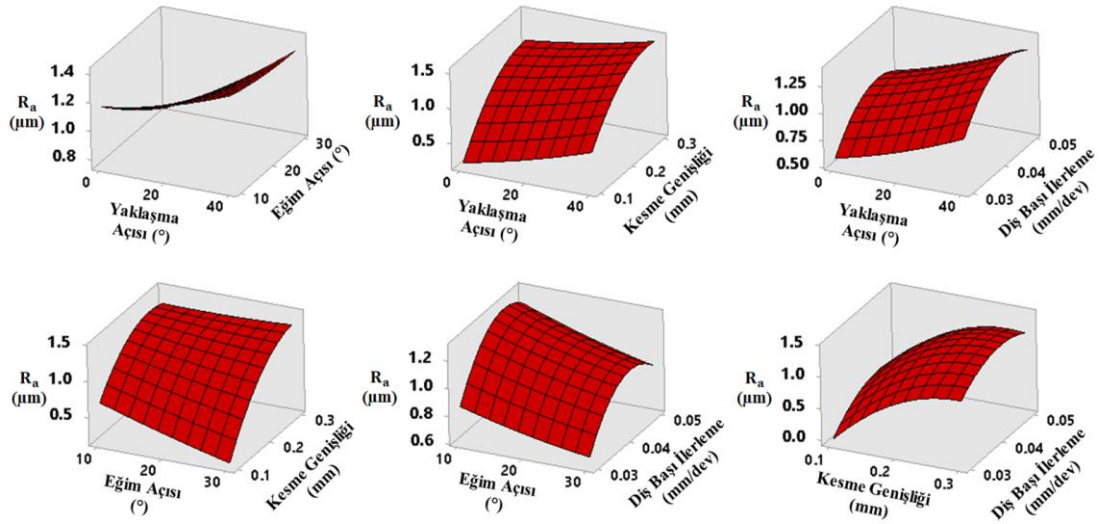 1.4
1.2
1.0
0.8
Ra
(µm)
0
20
40
Yaklaşma
Açısı (°)
10
20
30
Eğim Açısı (°)
1.5
1.0
0.5
Ra
(µm)
0
20
40
Yaklaşma
Açısı (°)
0.1
0.2
0.3
Kesme Genişliği
(mm)
1.25
1.00
0.75
0.50
Ra
(µm)
0
20
40
Yaklaşma
Açısı (°)
0.03
0.04
0.05
Diş Başı İlerleme
(mm/dev)
1.5
1.0
0.5
Ra
(µm)
10
20
30
Eğim Açısı
(°)
0.1
0.2
0.3
Kesme Genişliği
(mm)
1.2
1.0
0.8
0.6
Ra
(µm)
10
20
30
Eğim Açısı
(°)
0.03
0.04
0.05
Diş Başı İlerleme
(mm/dev)
1.5
1.0
0.5
0.0
Ra
(µm)
0.1
0.2
0.3
Kesme Genişliği
(mm)
0.03
0.04
0.05
Diş Başı İlerleme
(mm/dev)